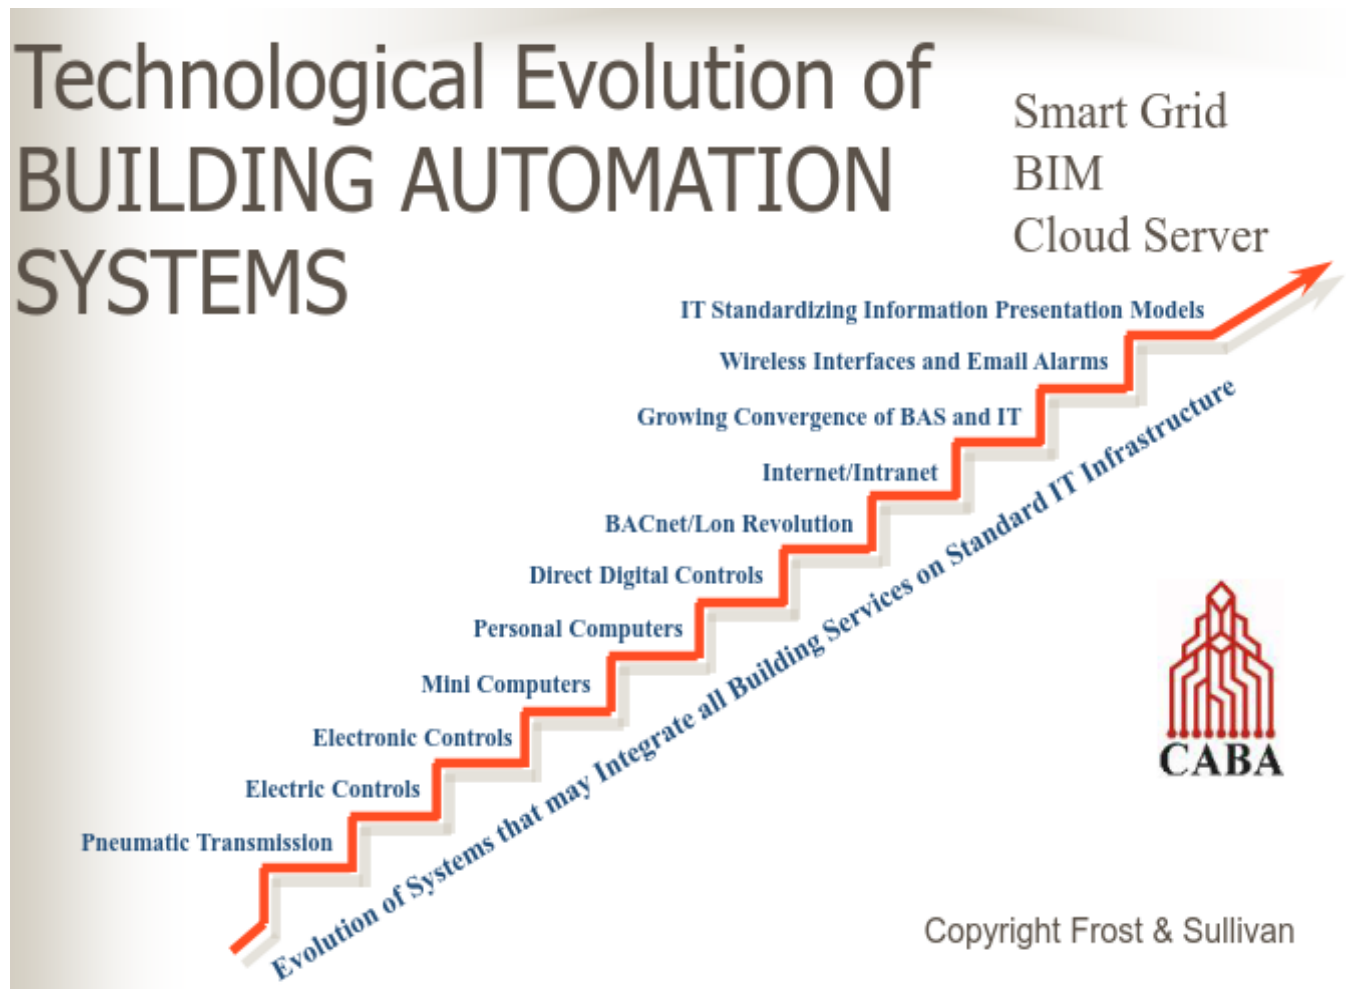 Technological Evolution of
BUILDING AUTOMATION
SYSTEMS
Smart Grid
BIM
Cloud Server
IT Standardizing Information Presentation Models
Wireless Interfaces and Email Alarms
Growing Convergence of BAS and IT
Internet/Intranet
BACnet/Lon Revolution
Direct Digital Controls
Personal Computers
Mini Computers
Electronic Controls
Electric Controls
Pneumatic Transmission
Evolution of Systems that may Integrate all Building Services on Standard IT Infrastructure
CABA
Copyright Frost & Sullivan